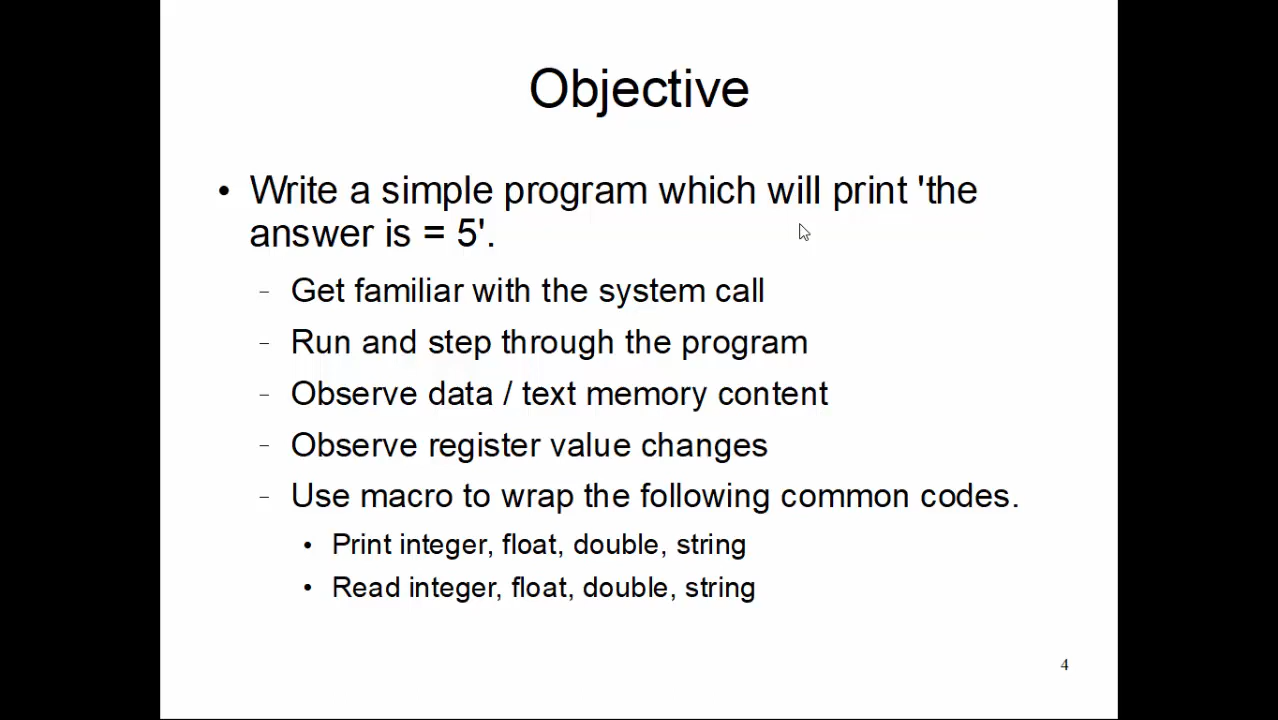 Objective
• Write a simple program which will print 'the
answer is = 5'.
– Get familiar with the system call
– Run and step through the program
– Observe data / text memory content
– Observe register value changes
– Use macro to wrap the following common codes.
• Print integer, float, double, string
• Read integer, float, double, string
4